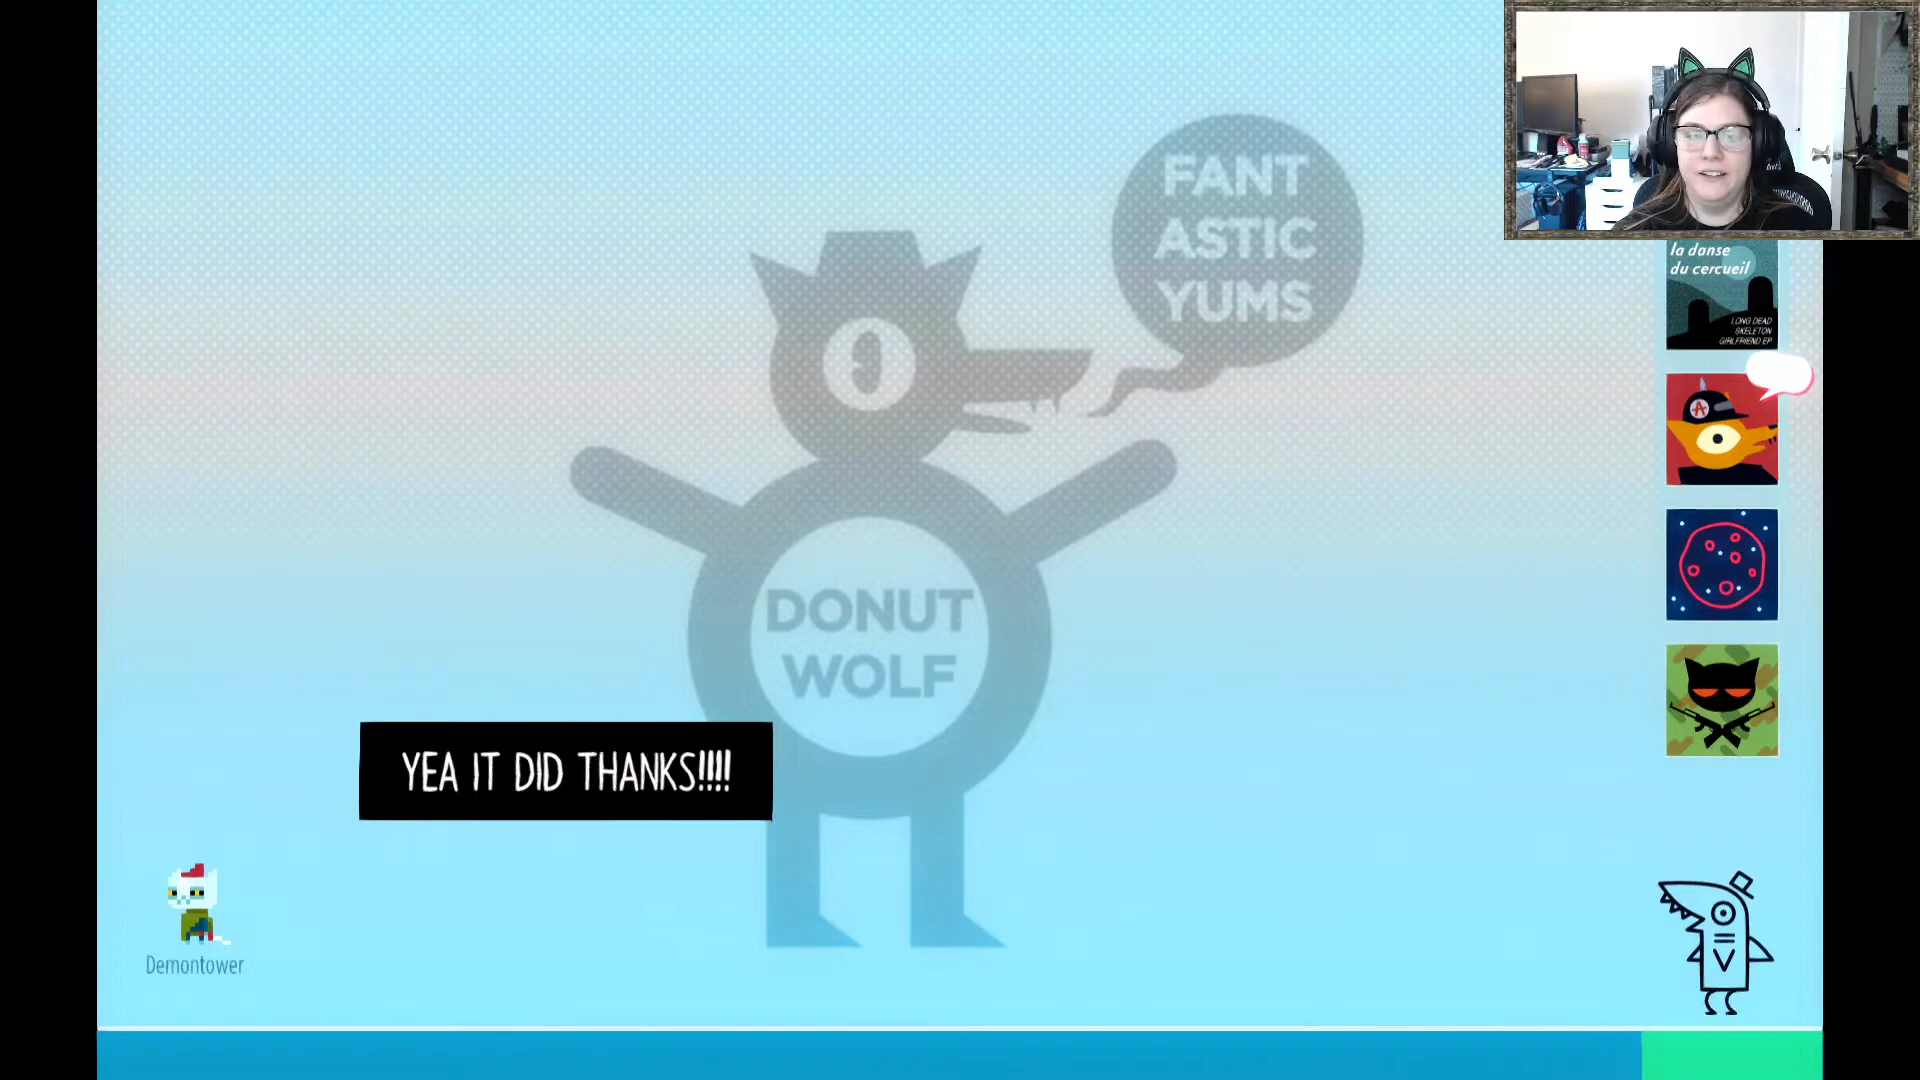 FANT
ASTIC
YUMS
la danse
du cercueil
LONG DEAD
SKELETON
GIRLFRIEND EP
A
DONUT
WOLF
YEA IT DID THANKS!!!!
Demontower